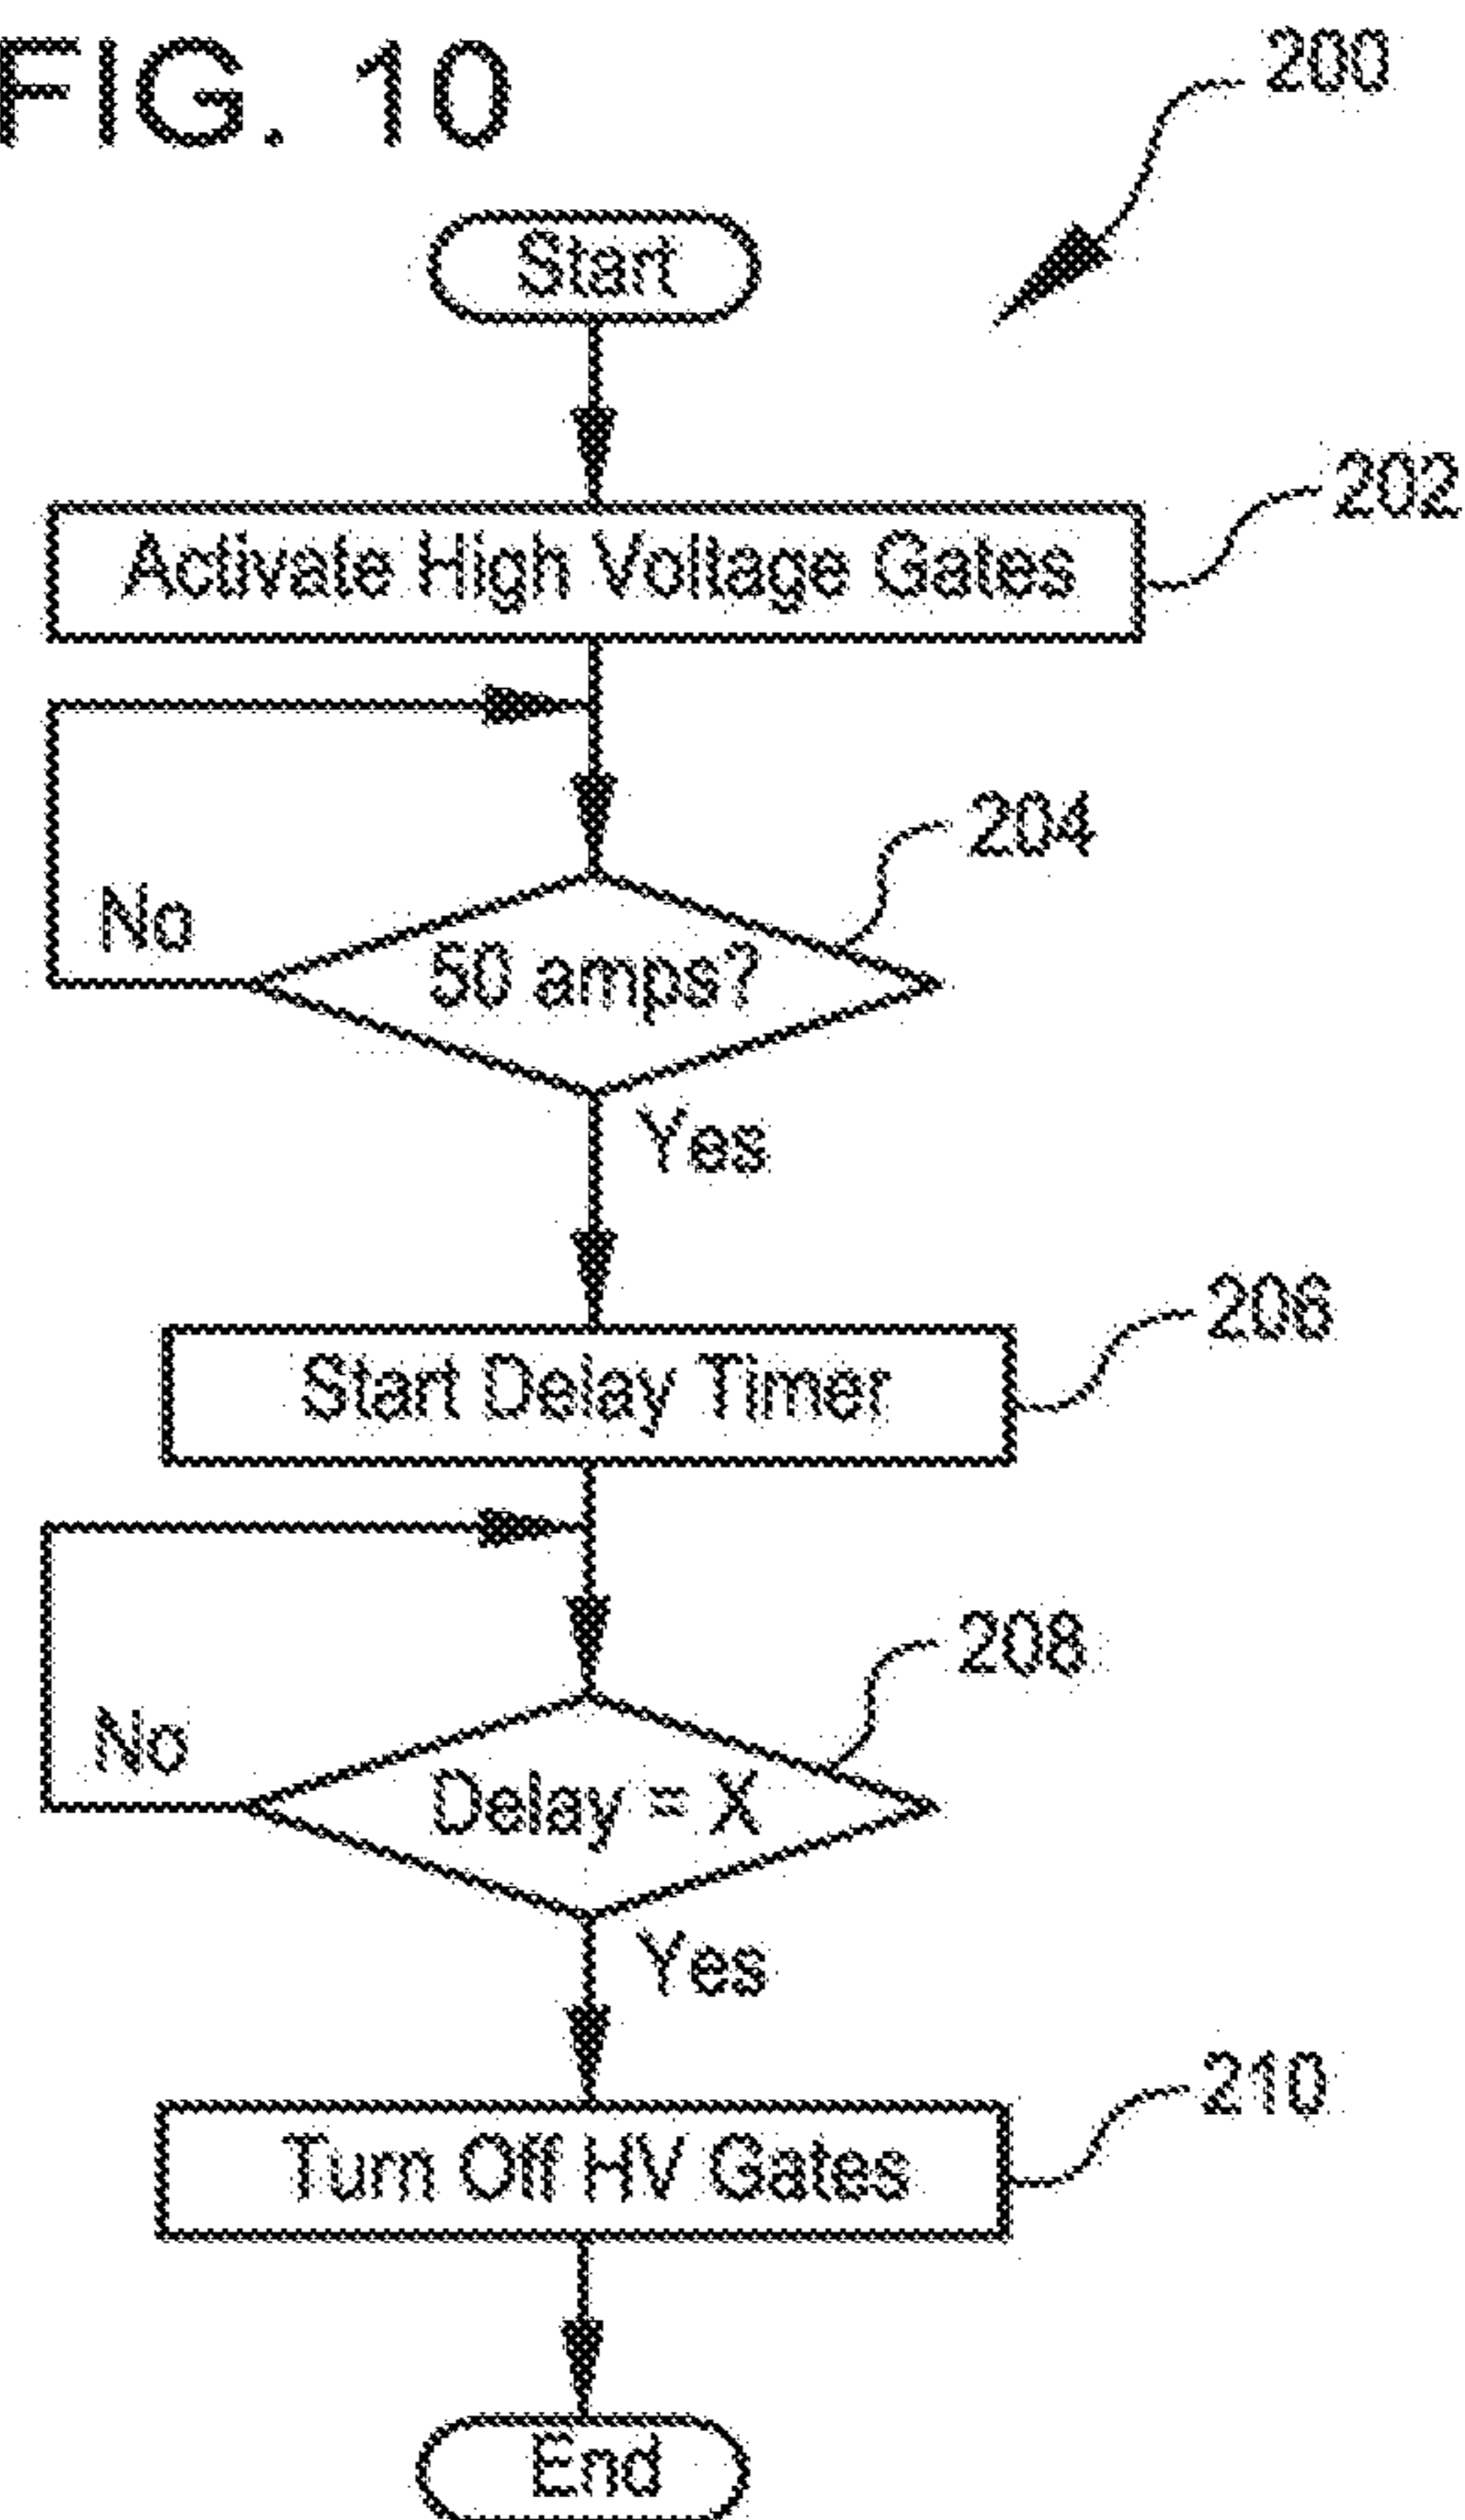 FIG. 10
200
Start
202
Activate High Voltage Gates
204
No
50 amps?
Yes
206
Start Delay Timer
208
No
Delay = X
Yes
210
Turn Off HV Gates
End